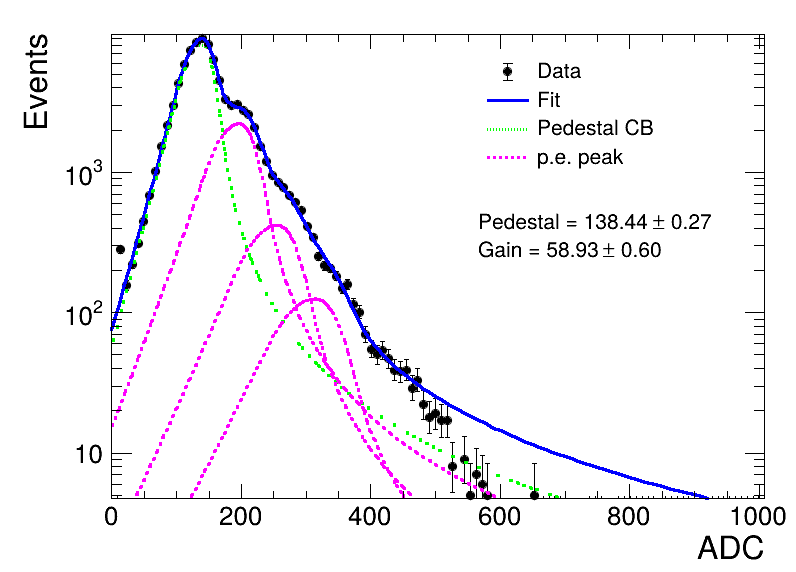 Events
10³
10²
10
0 200 400 600 800 1000
ADC
Data
Fit
Pedestal CB
p.e. peak
Pedestal = 138.44 ± 0.27
Gain = 58.93 ± 0.60